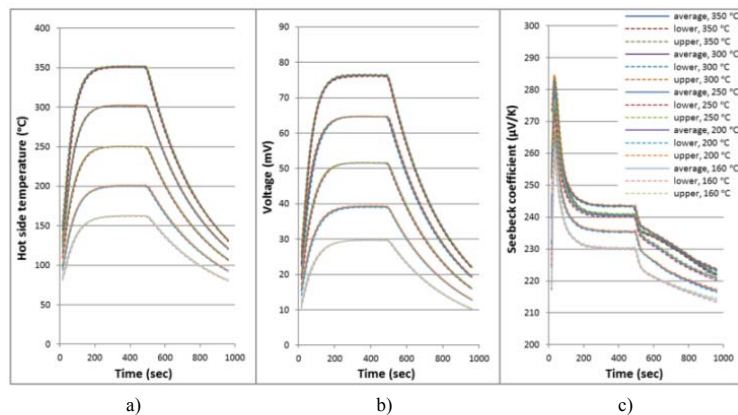 400
350
300
250
200
150
100
50
0
0 200 400 600 800 1000
Hot side temperature (°C)
Time (sec)
90
80
70
60
50
40
30
20
10
0 200 400 600 800 1000
Voltage (mV)
Time (sec)
300
290
280
270
260
250
240
230
220
210
200
0 200 400 600 800 1000
Seebeck coefficient (µV/K)
Time (sec)
average, 350 °C
lower, 350 °C
upper, 350 °C
average, 300 °C
lower, 300 °C
upper, 300 °C
average, 250 °C
lower, 250 °C
upper, 250 °C
average, 200 °C
lower, 200 °C
upper, 200 °C
average, 160 °C
lower, 160 °C
upper, 160 °C
a) b) c)